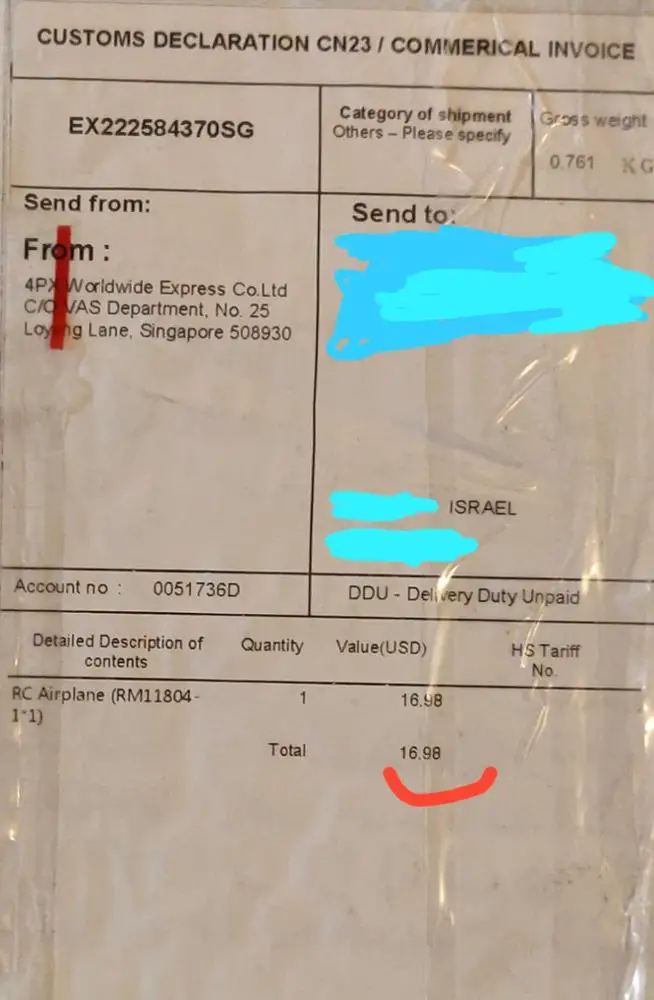 CUSTOMS DECLARATION CN23 / COMMERICAL INVOICE
EX222584370SG
Category of shipment
Others – Please specify
Gross weight
0.761 KG
Send from:
From :
4PX Worldwide Express Co.Ltd
C/O VAS Department, No. 25
Loyang Lane, Singapore 508930
Send to:
ISRAEL
Account no : 0051736D
DDU - Delivery Duty Unpaid
Detailed Description of
contents
Quantity
Value(USD)
HS Tariff
No.
RC Airplane (RM11804-
1*1)
1
16.98
Total 16.98